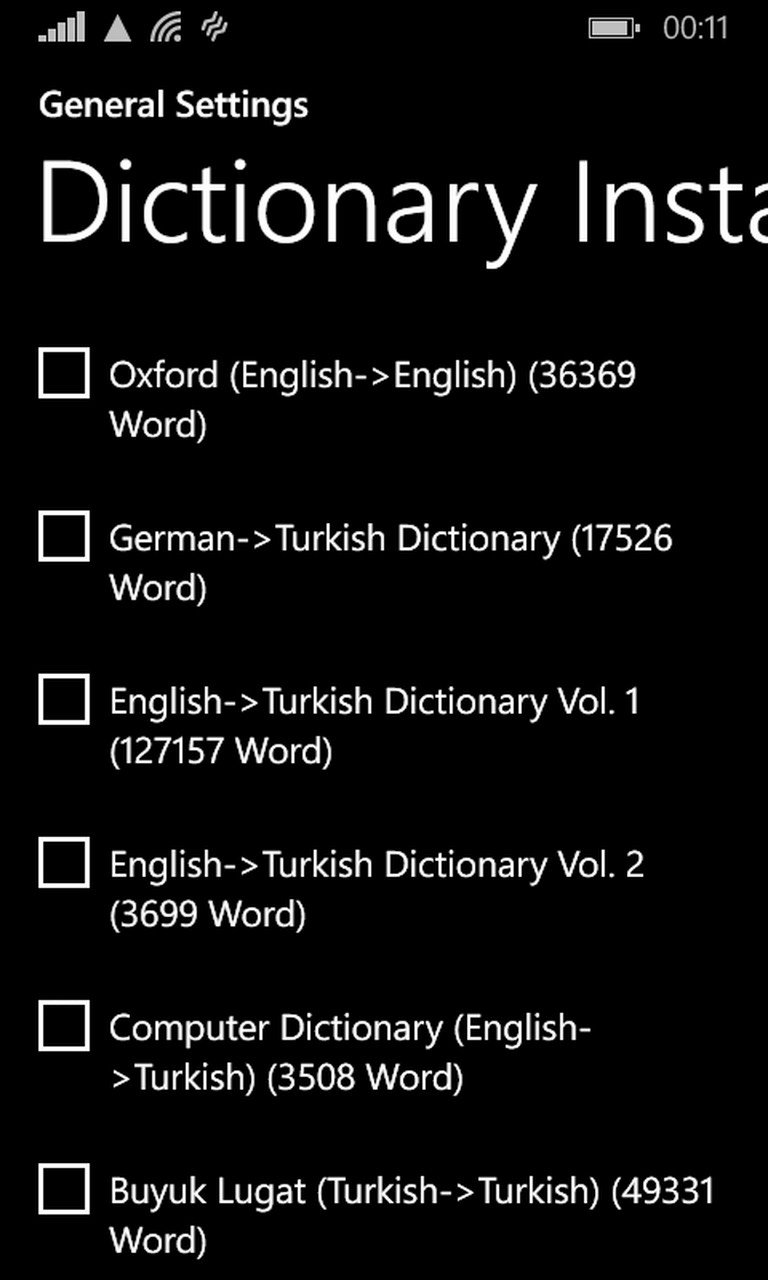 00:11
General Settings
Dictionary Insta
Oxford (English->English) (36369
Word)
German->Turkish Dictionary (17526
Word)
English->Turkish Dictionary Vol. 1
(127157 Word)
English->Turkish Dictionary Vol. 2
(3699 Word)
Computer Dictionary (English-
>Turkish) (3508 Word)
Buyuk Lugat (Turkish->Turkish) (49331
Word)